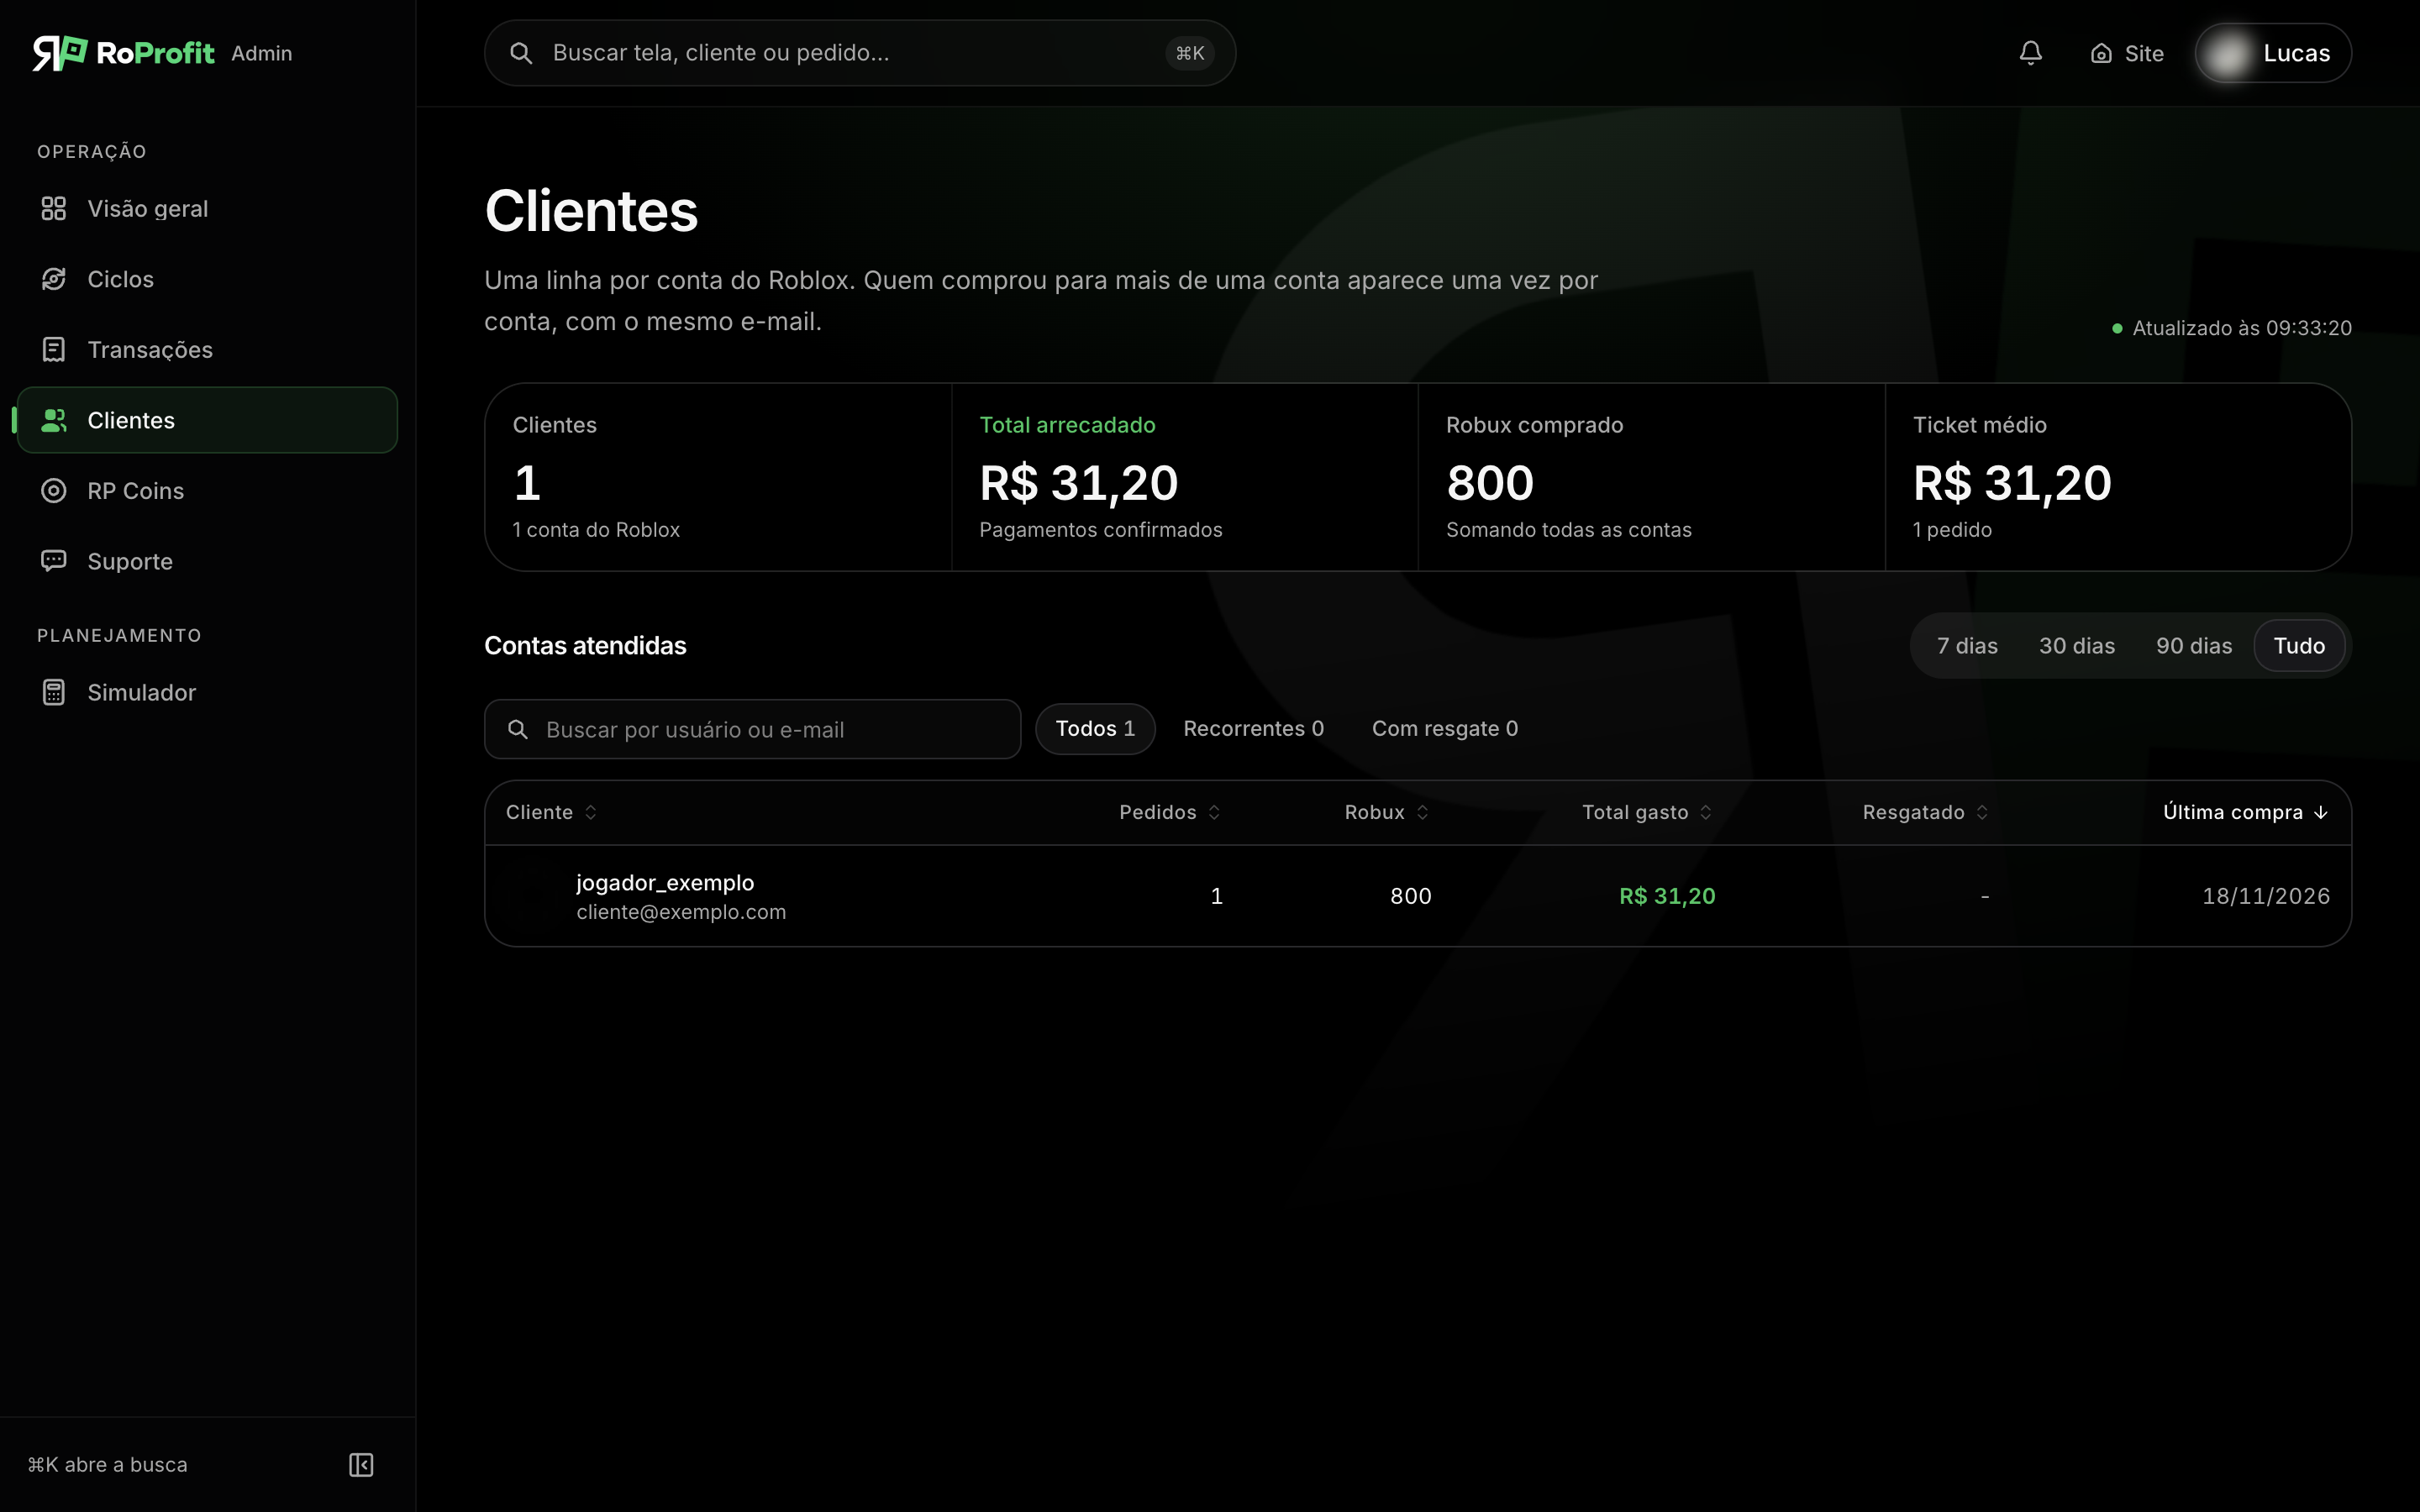 RoProfit Admin
Buscar tela, cliente ou pedido...
⌘K
Site
Lucas
OPERAÇÃO
Visão geral
Ciclos
Transações
Clientes
RP Coins
Suporte
PLANEJAMENTO
Simulador
⌘K abre a busca
Clientes
Uma linha por conta do Roblox. Quem comprou para mais de uma conta aparece uma vez por
conta, com o mesmo e-mail.
Atualizado às 09:33:20
Clientes
1
1 conta do Roblox
Total arrecadado
R$ 31,20
Pagamentos confirmados
Robux comprado
800
Somando todas as contas
Ticket médio
R$ 31,20
1 pedido
Contas atendidas
7 dias 30 dias 90 dias Tudo
Buscar por usuário ou e-mail
Todos 1 Recorrentes 0 Com resgate 0
Cliente Pedidos Robux Total gasto Resgatado Última compra
jogador_exemplo
cliente@exemplo.com
1 800 R$ 31,20 - 18/11/2026